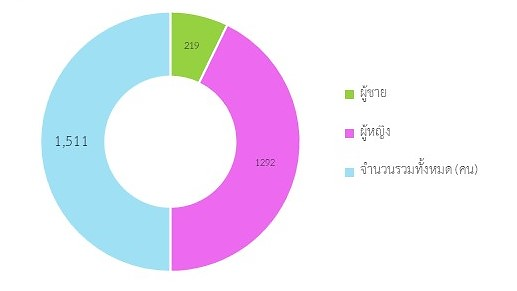 219
ผู้ชาย
ผู้หญิง
1,511
1292
จำนวนรวมทั้งหมด (คน)